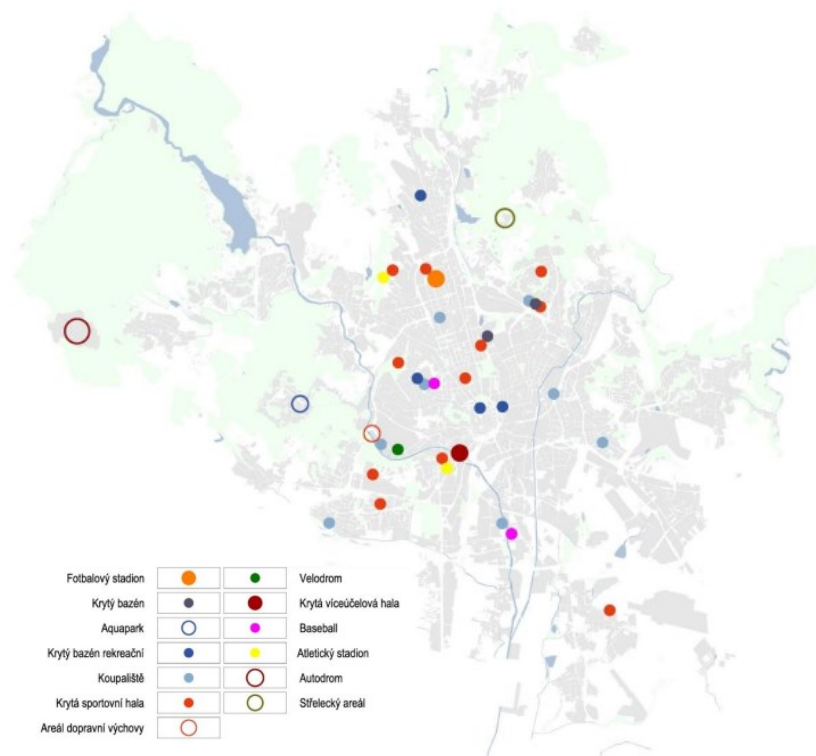 Fotbalový stadion
Velodrom
Krytý bazén
Krytá víceúčelová hala
Aquapark
Baseball
Krytý bazén rekreační
Atletický stadion
Koupaliště
Autodrom
Krytá sportovní hala
Střelecký areál
Areál dopravní výchovy